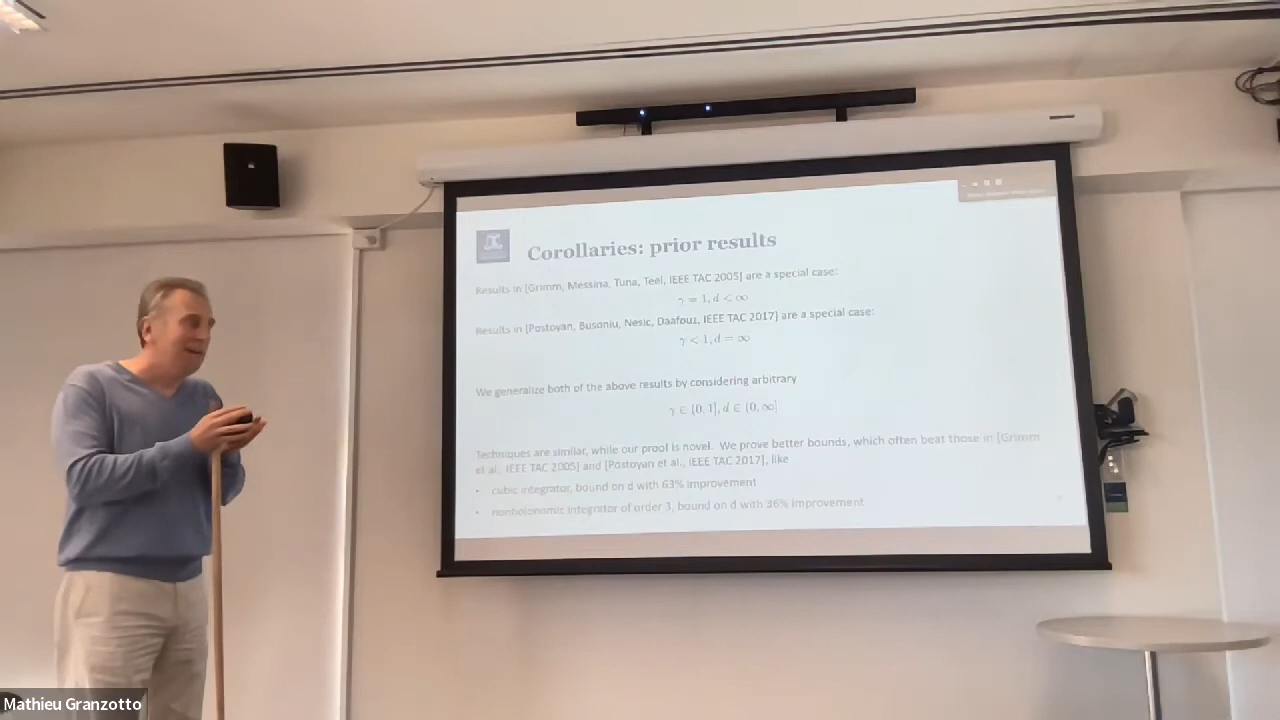 Corollaries: prior results
Results in [Grimm, Messina, Tuna, Teel, IEEE TAC 2005] are a special case:
γ = 1, d < ∞
Results in [Postoyan, Busoniu, Nesic, Daafouz, IEEE TAC 2017] are a special case:
γ < 1, d = ∞
We generalize both of the above results by considering arbitrary
γ ∈ (0, 1], d ∈ (0, ∞]
Techniques are similar, while our proof is novel. We prove better bounds, which often beat those in [Grimm
et al, IEEE TAC 2005] and [Postoyan et al., IEEE TAC 2017], like
• cubic integrator, bound on d with 63% improvement
• nonholonomic integrator of order 3, bound on d with 36% improvement
Mathieu Granzotto